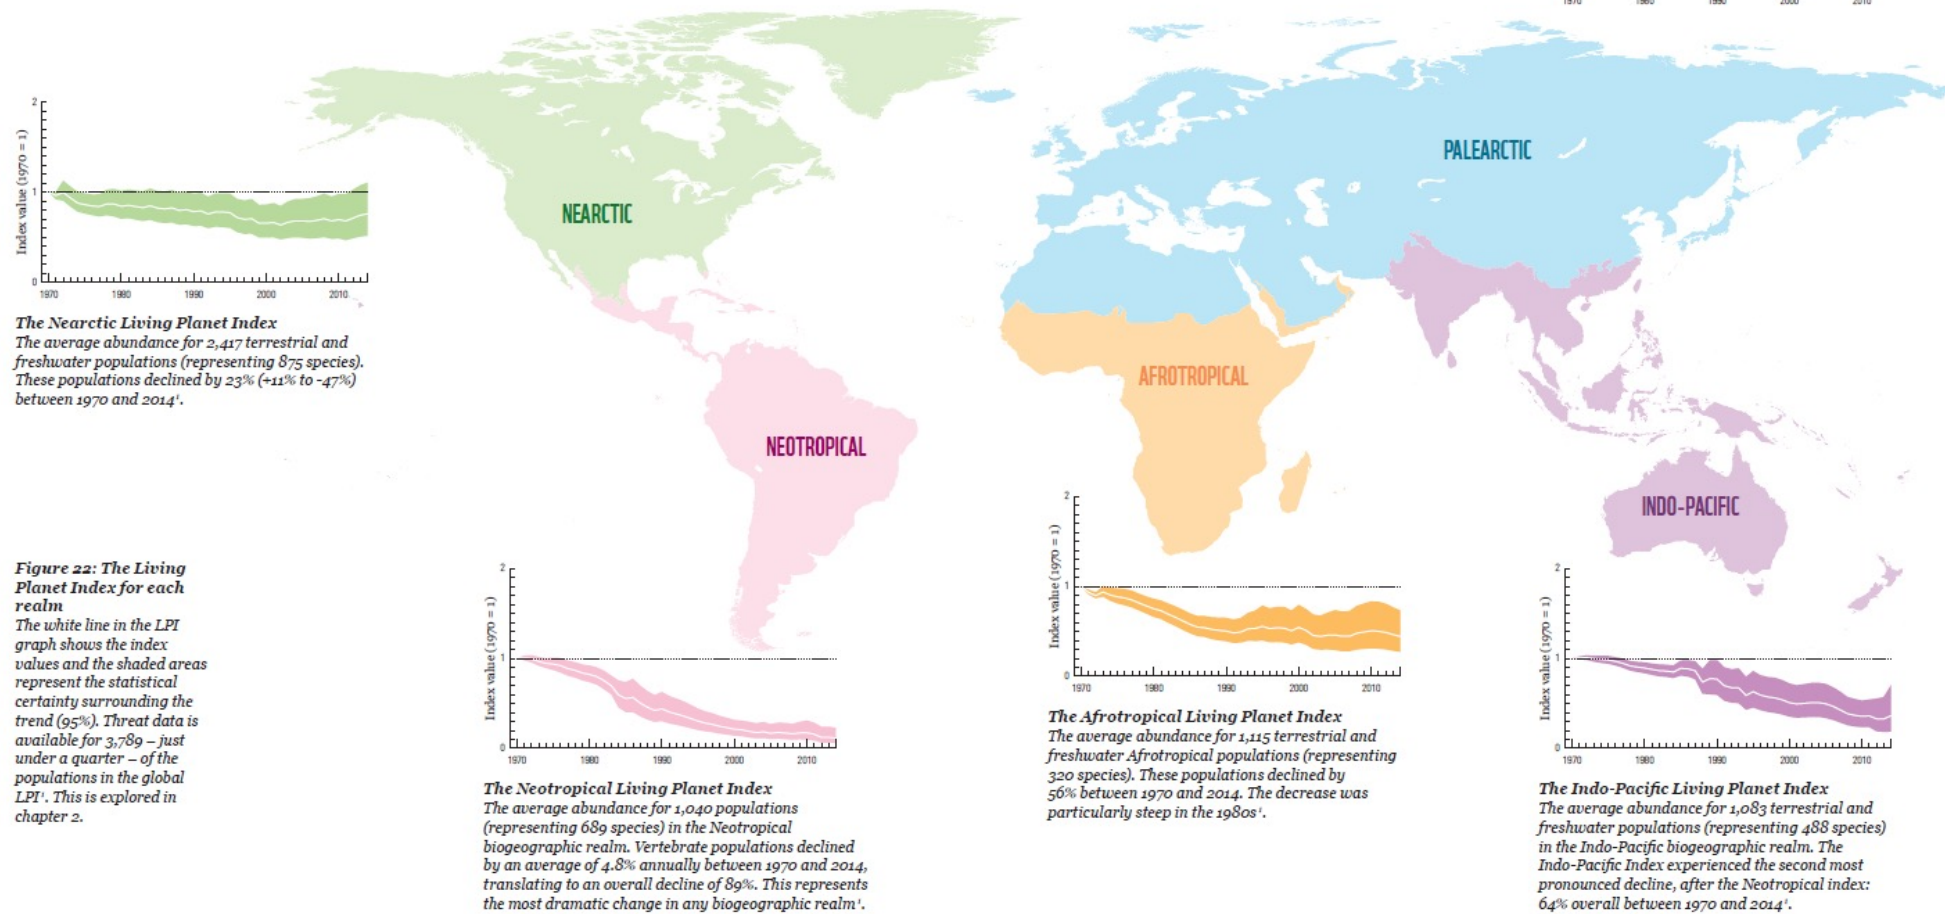 1970 1980 1990 2000 2010
PALEARCTIC
NEARCTIC
AFROTROPICAL
NEOTROPICAL
INDO-PACIFIC
Index value (1970 = 1)
2
1
0
1970 1980 1990 2000 2010
The Nearctic Living Planet Index
The average abundance for 2,417 terrestrial and
freshwater populations (representing 875 species).
These populations declined by 23% (+11% to -47%)
between 1970 and 2014¹.
Figure 22: The Living
Planet Index for each
realm
The white line in the LPI
graph shows the index
values and the shaded areas
represent the statistical
certainty surrounding the
trend (95%). Threat data is
available for 3,789 – just
under a quarter – of the
populations in the global
LPI¹. This is explored in
chapter 2.
Index value (1970 = 1)
2
1
0
1970 1980 1990 2000 2010
The Neotropical Living Planet Index
The average abundance for 1,040 populations
(representing 689 species) in the Neotropical
biogeographic realm. Vertebrate populations declined
by an average of 4.8% annually between 1970 and 2014,
translating to an overall decline of 89%. This represents
the most dramatic change in any biogeographic realm¹.
Index value (1970 = 1)
2
1
0
1970 1980 1990 2000 2010
The Afrotropical Living Planet Index
The average abundance for 1,115 terrestrial and
freshwater Afrotropical populations (representing
320 species). These populations declined by
56% between 1970 and 2014. The decrease was
particularly steep in the 1980s¹.
Index value (1970 = 1)
2
1
0
1970 1980 1990 2000 2010
The Indo-Pacific Living Planet Index
The average abundance for 1,083 terrestrial and
freshwater populations (representing 488 species)
in the Indo-Pacific biogeographic realm. The
Indo-Pacific Index experienced the second most
pronounced decline, after the Neotropical index:
64% overall between 1970 and 2014¹.